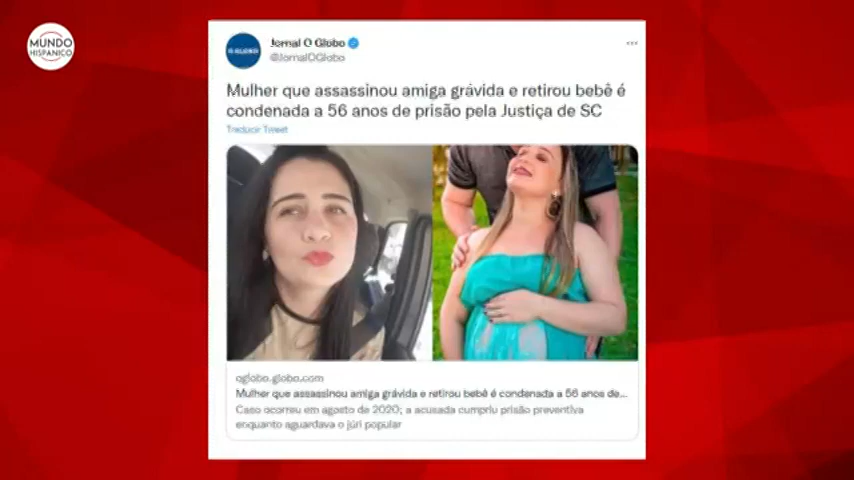 MUNDO
HISPANICO
O GLOBO
Jornal O Globo
@JornalOGlobo
Mulher que assassinou amiga grávida e retirou bebê é
condenada a 56 anos de prisão pela Justiça de SC
Traducir Tweet
oglobo.globo.com
Mulher que assassinou amiga grávida e retirou bebê é condenada a 56 anos de...
Caso ocorreu em agosto de 2020; a acusada cumpriu prisão preventiva
enquanto aguardava o júri popular